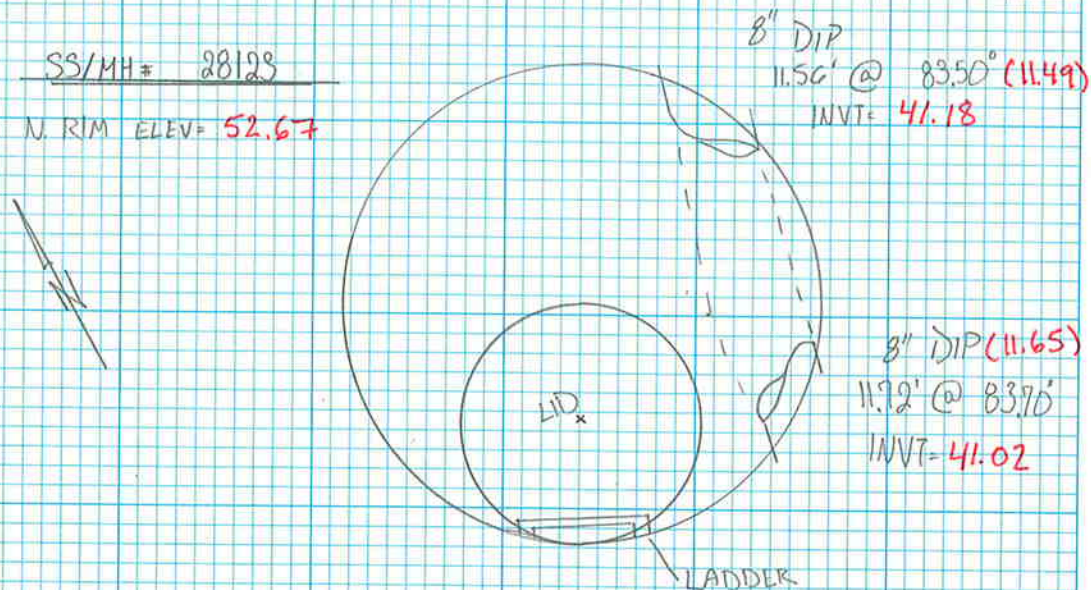 SS/MH# 28123
N. RIM ELEV= 52.67
8" DIP
11.56' @ 83.50° (11.49)
INVT= 41.18
N
8" DIP (11.65)
11.72' @ 83.70°
INVT= 41.02
LID x
LADDER